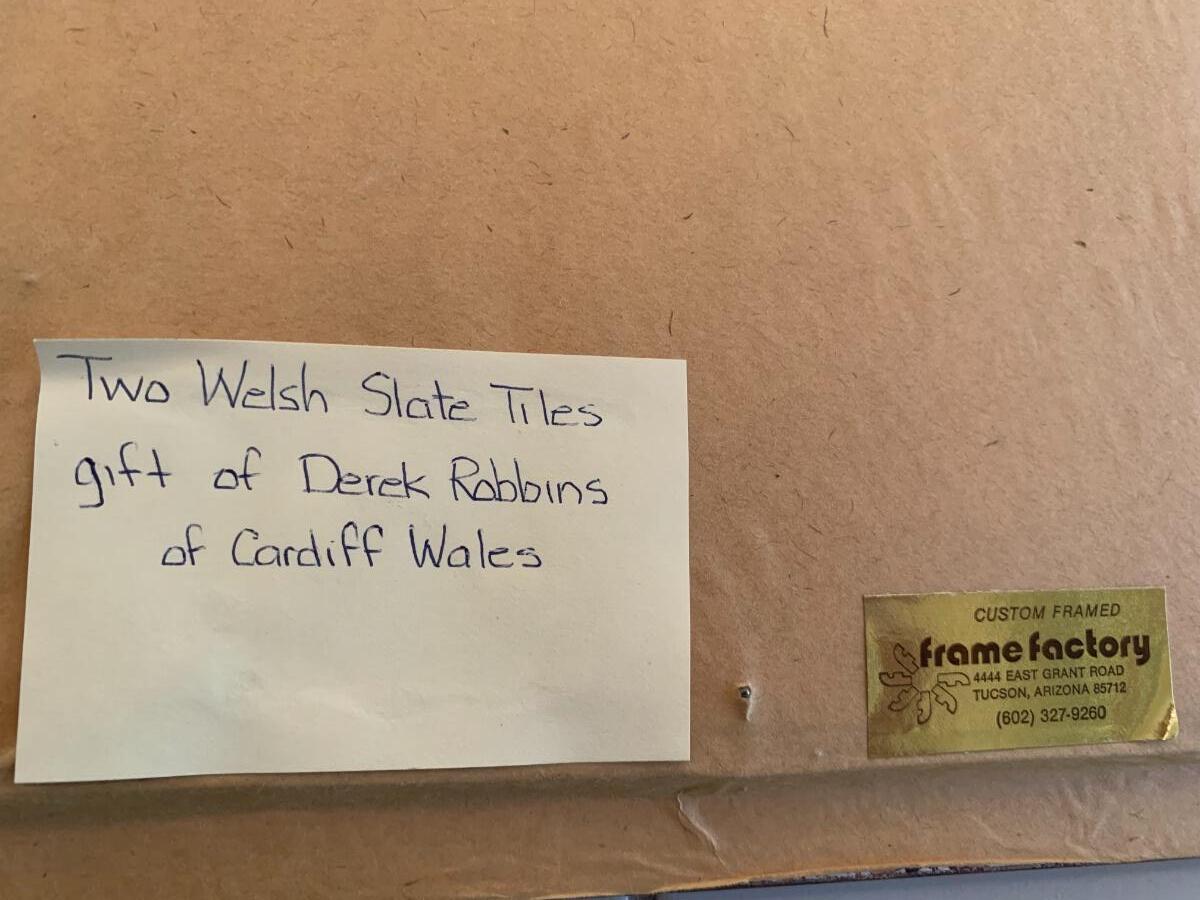 Two Welsh Slate Tiles
gift of Derek Robbins
of Cardiff Wales
CUSTOM FRAMED
frame factory
4444 EAST GRANT ROAD
TUCSON, ARIZONA 85712
(602) 327-9260